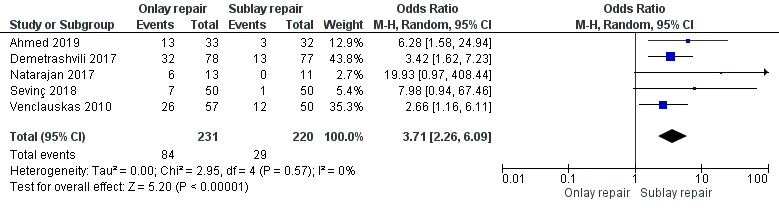 Onlay repair Sublay repair Odds Ratio Odds Ratio
Study or Subgroup Events Total Events Total Weight M-H, Random, 95% CI M-H, Random, 95% CI
Ahmed 2019 13 33 3 32 12.9% 6.28 [1.58, 24.94]
Demetrashvili 2017 32 78 13 77 43.8% 3.42 [1.62, 7.23]
Natarajan 2017 6 13 0 11 2.7% 19.93 [0.97, 408.44]
Sevinç 2018 7 50 1 50 5.3% 7.98 [0.94, 67.46]
Venclauskas 2010 26 57 12 50 35.3% 2.66 [1.16, 6.11]
Total (95% CI) 231 220 100.0% 3.71 [2.26, 6.09]
Total events 84 29
Heterogeneity: Tau² = 0.00; Chi² = 2.95, df = 4 (P = 0.57); I² = 0%
Test for overall effect: Z = 5.20 (P < 0.00001)
0.01 0.1 1 10 100
Onlay repair Sublay repair